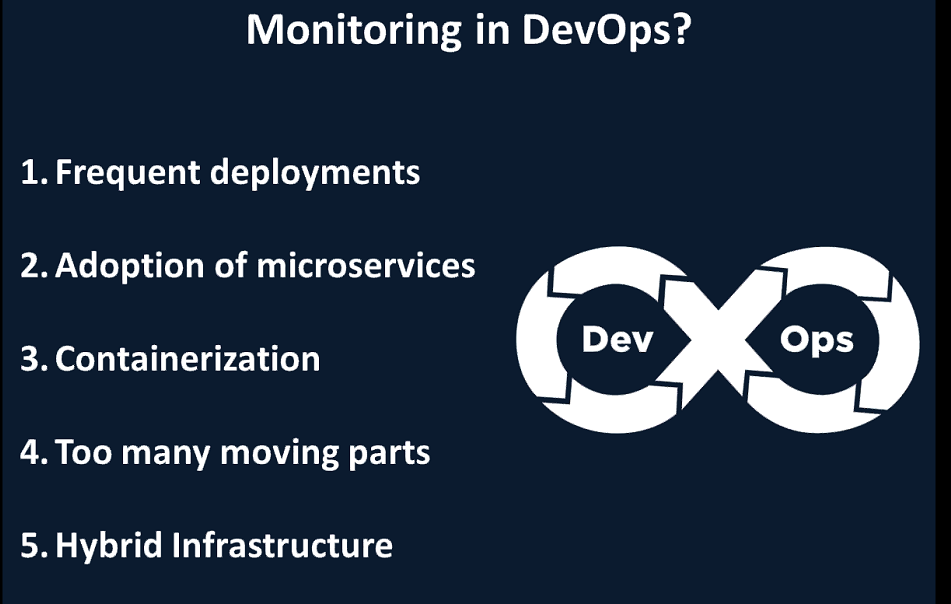 Monitoring in DevOps?
1. Frequent deployments
2. Adoption of microservices
3. Containerization
Dev
Ops
4. Too many moving parts
5. Hybrid Infrastructure